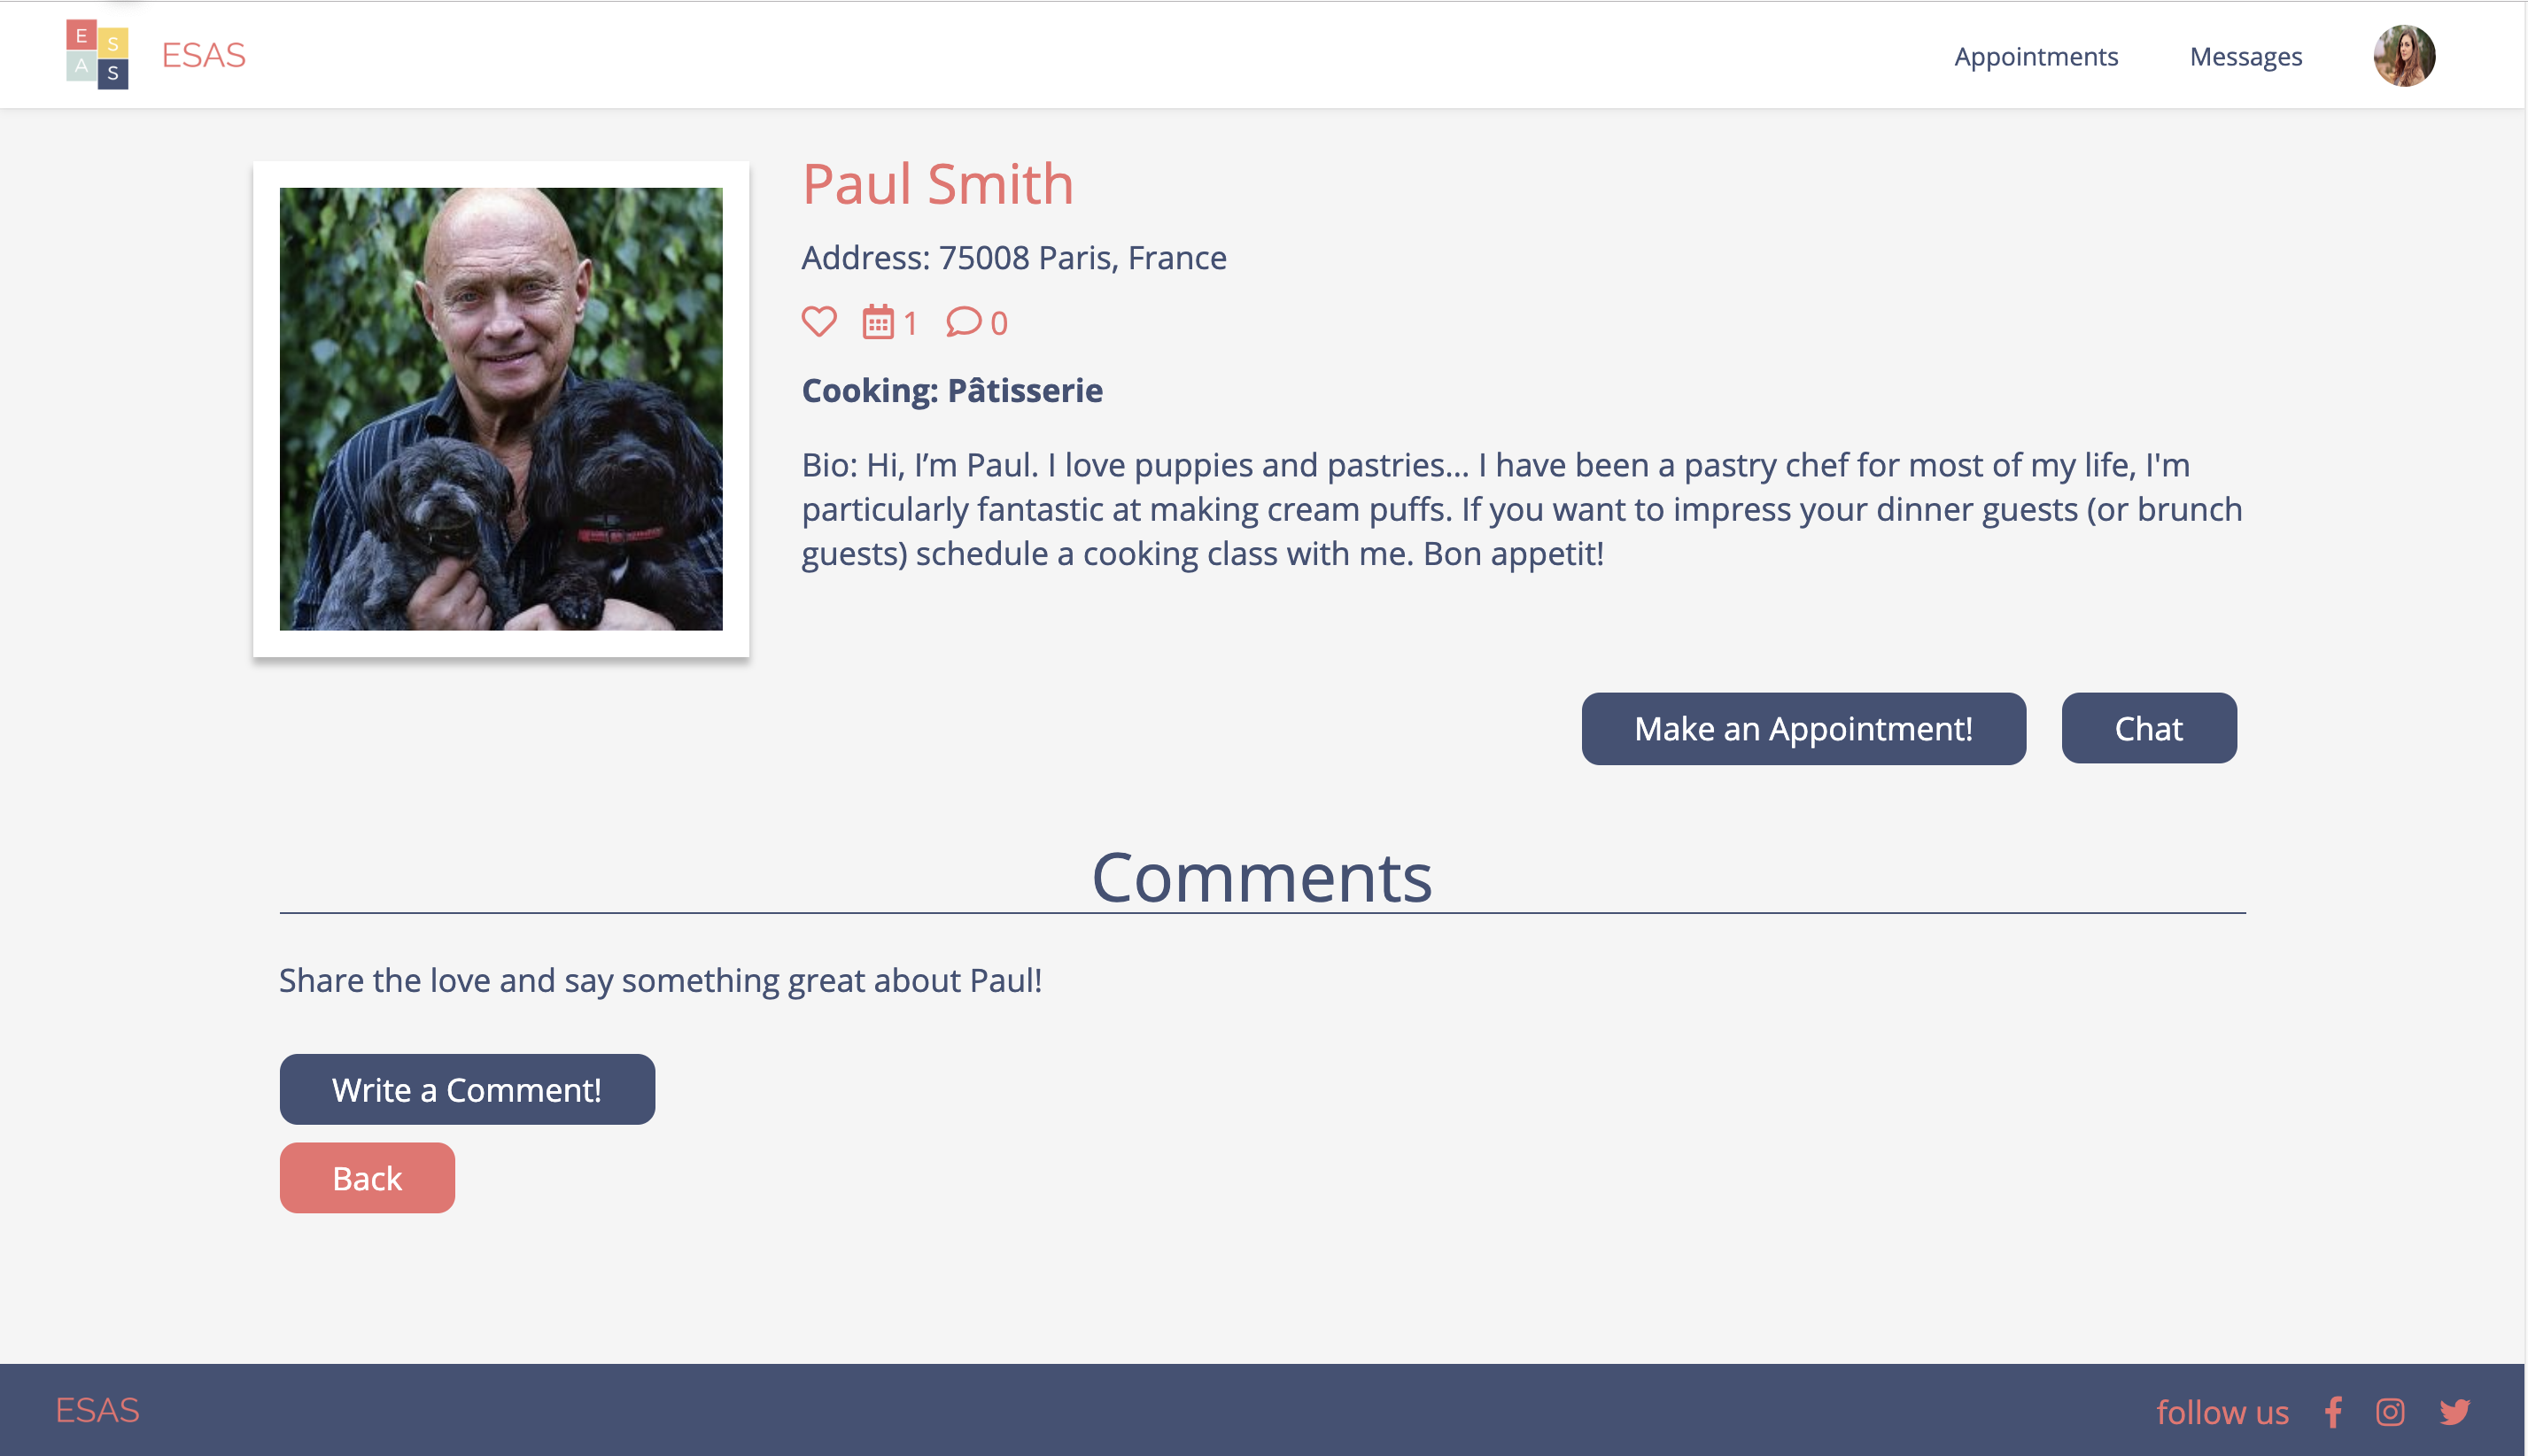 E
S
A
S
ESAS
Appointments
Messages
Paul Smith
Address: 75008 Paris, France
1
0
Cooking: Pâtisserie
Bio: Hi, I’m Paul. I love puppies and pastries... I have been a pastry chef for most of my life, I'm
particularly fantastic at making cream puffs. If you want to impress your dinner guests (or brunch
guests) schedule a cooking class with me. Bon appetit!
Make an Appointment!
Chat
Comments
Share the love and say something great about Paul!
Write a Comment!
Back
ESAS
follow us